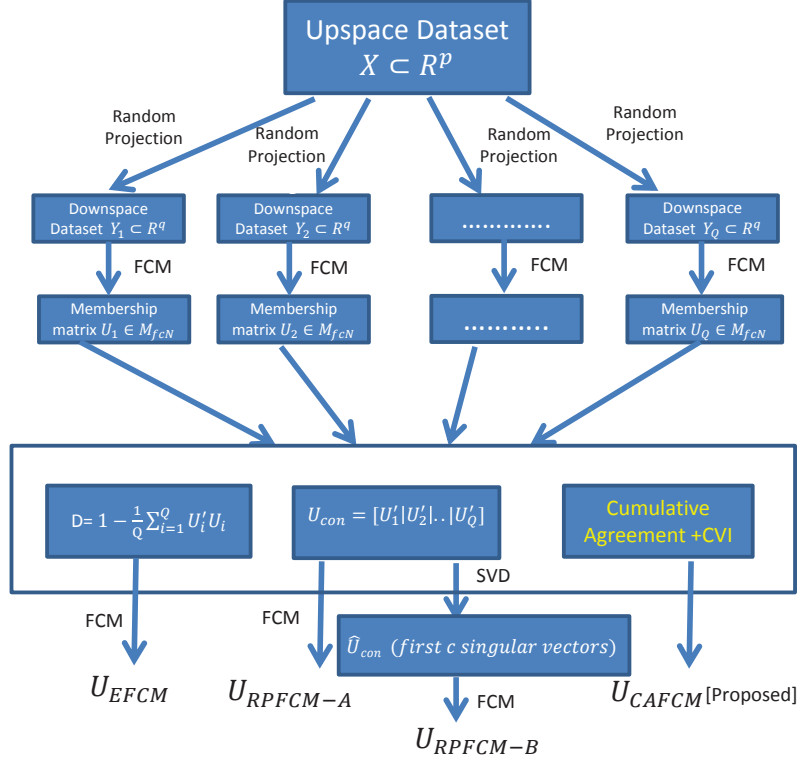 Upspace Dataset
X ⊂ R^p
Random
Projection
Random
Projection
Random
Projection
Random
Projection
Downspace
Dataset Y_1 ⊂ R^q
Downspace
Dataset Y_2 ⊂ R^q
.............
Downspace
Dataset Y_Q ⊂ R^q
FCM
FCM
FCM
FCM
Membership
matrix U_1 ∈ M_fcN
Membership
matrix U_2 ∈ M_fcN
...........
Membership
matrix U_Q ∈ M_fcN
D= 1 − 1/Q ∑_{i=1}^{Q} U_i′ U_i
U_con = [U_1′|U_2′|..|U_Q′]
Cumulative
Agreement +CVI
FCM
FCM
SVD
Û_con (first c singular vectors)
FCM
U_EFCM
U_RPFCM−A
U_RPFCM−B
U_CAFCM [Proposed]